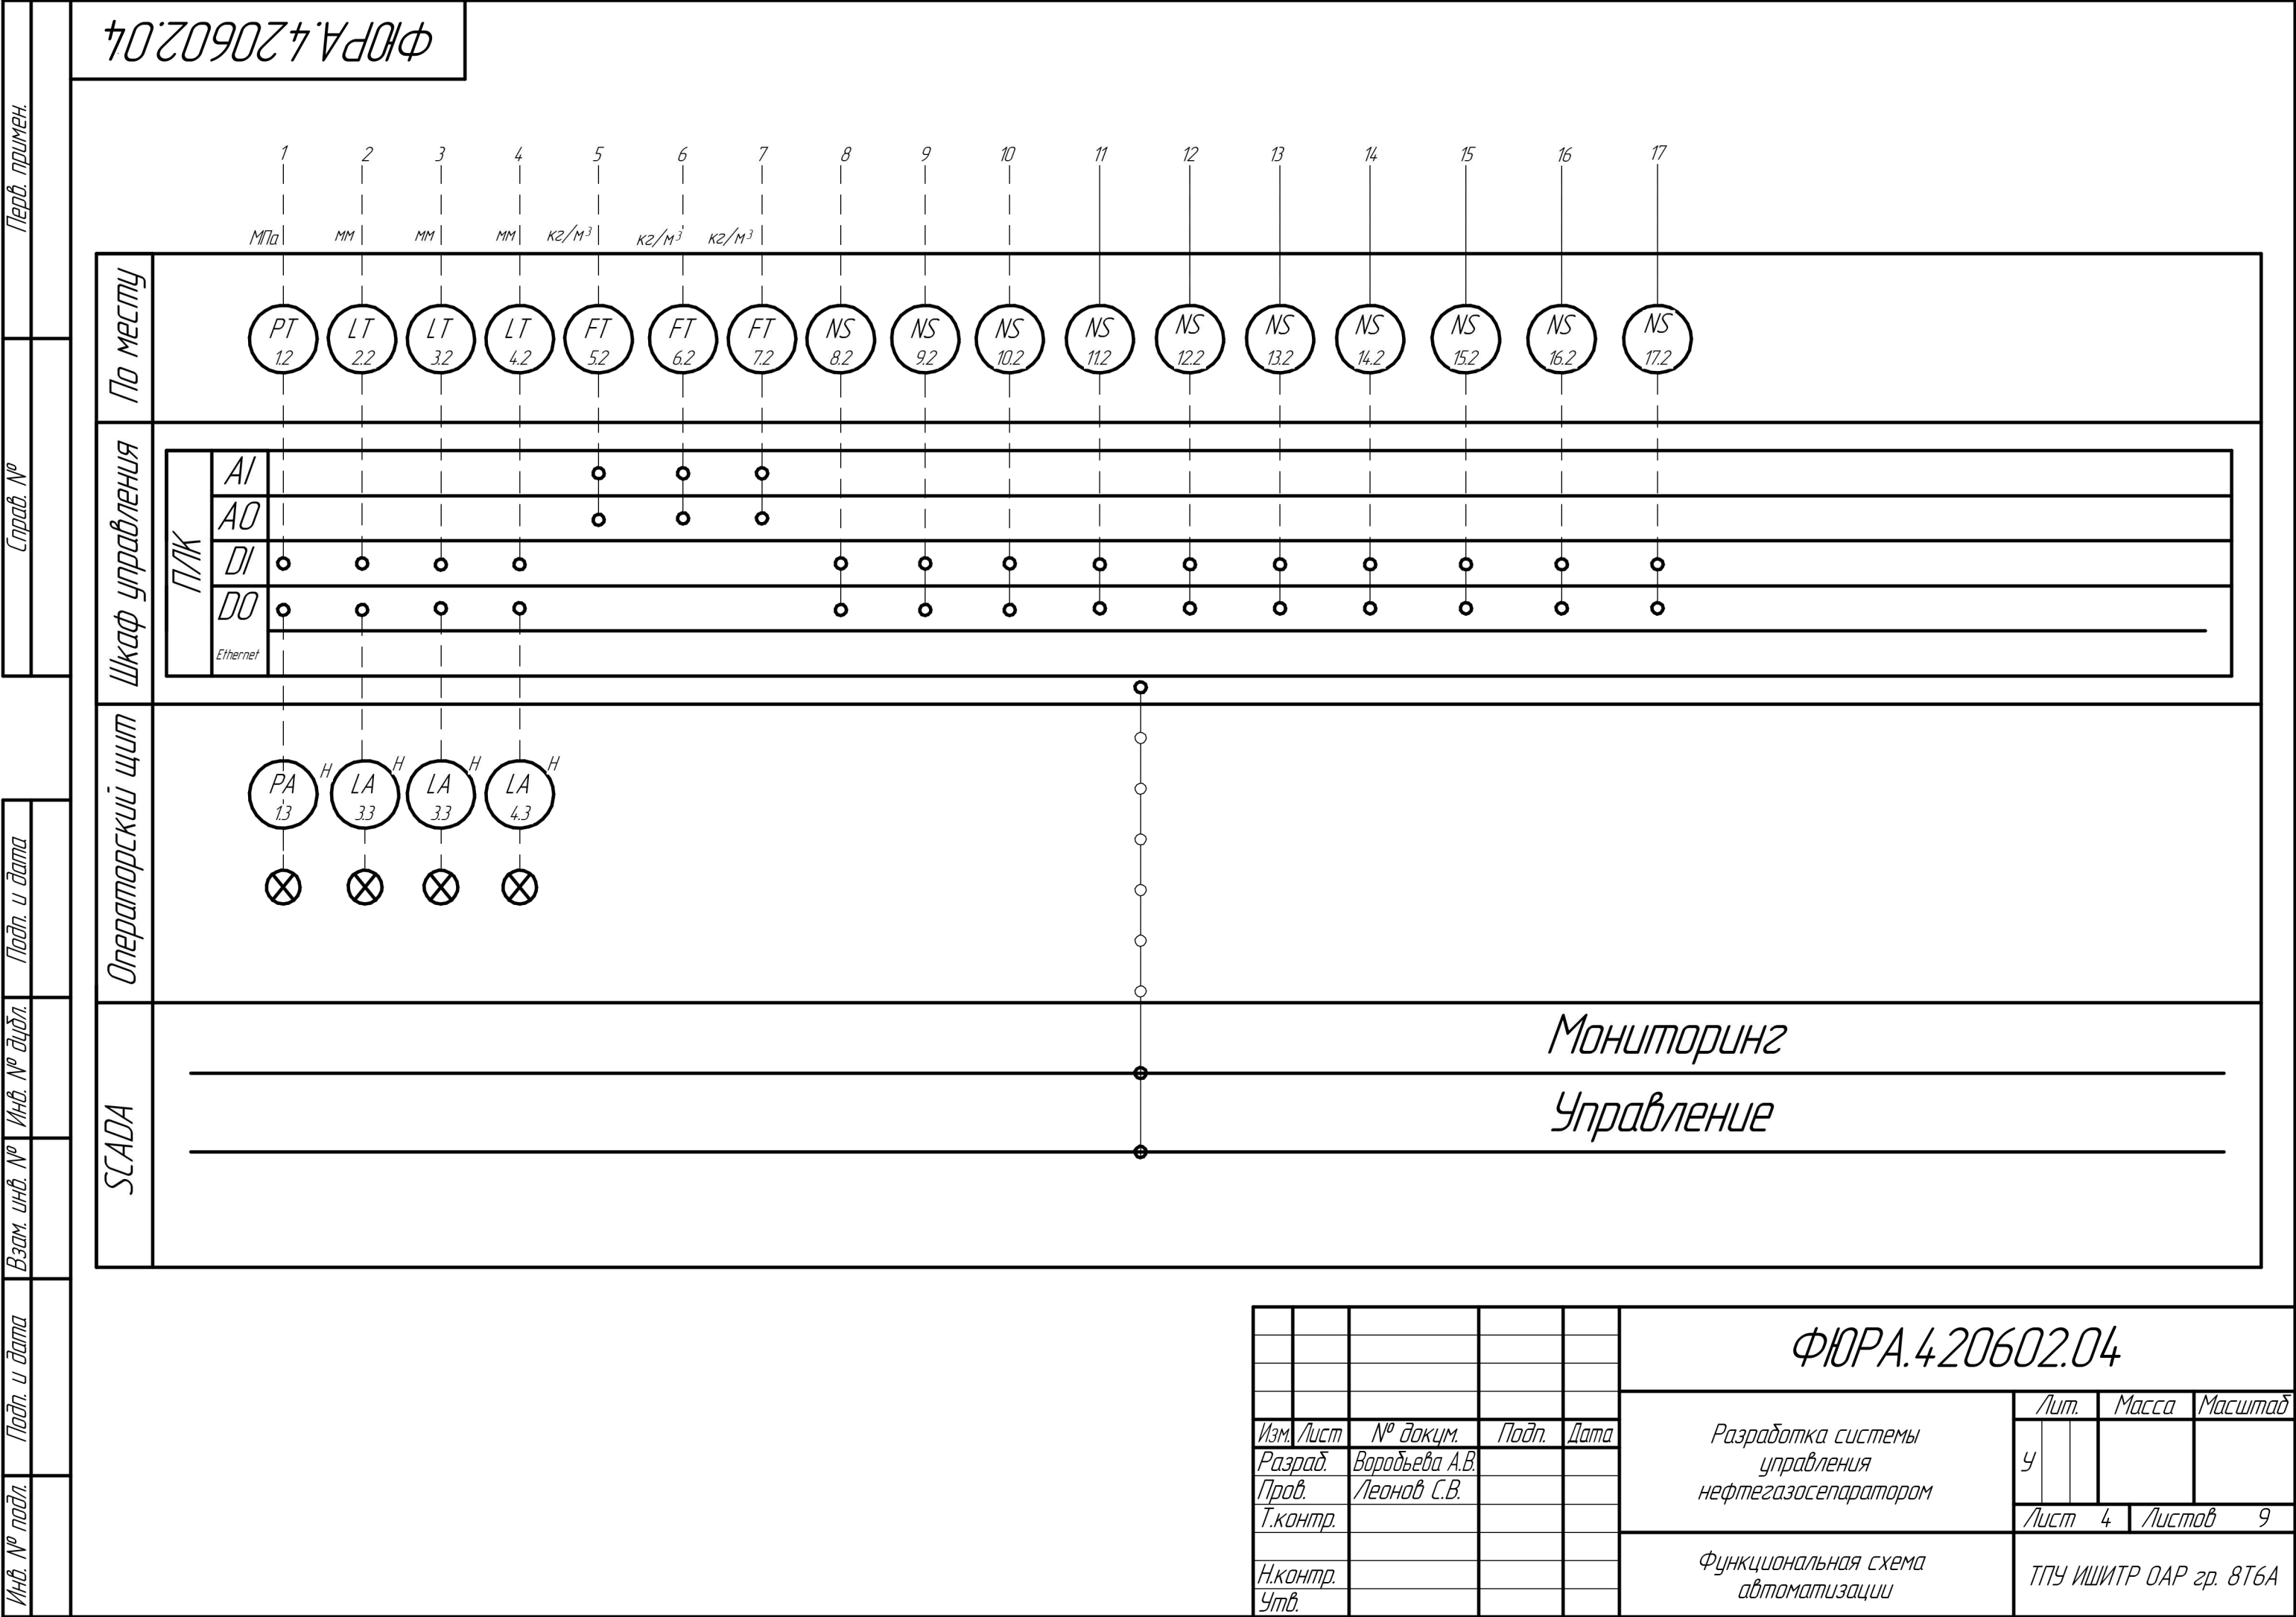 ФЮРА.420602.04
Перв. примен.
Справ. №
Подп. и дата
Инв. № дубл.
Взам. инв. №
Подп. и дата
Инв. № подл.
1 2 3 4 5 6 7 8 9 10 11 12 13 14 15 16 17
МПа мм мм мм кг/м³ кг/м³ кг/м³
По месту
PT LT LT LT FT FT FT NS NS NS NS NS NS NS NS NS NS
1.2 2.2 3.2 4.2 5.2 6.2 7.2 8.2 9.2 10.2 11.2 12.2 13.2 14.2 15.2 16.2 17.2
Шкаф управления
ПЛК
AI
AO
DI
DO
Ethernet
Операторский щит
H H H H
PA LA LA LA
1.3 3.3 3.3 4.3
SCADA
Мониторинг
Управление
ФЮРА.420602.04
Изм. Лист № докум. Подп. Дата
Разраб. Воробьева А.В.
Пров. Леонов С.В.
Т.контр.
Н.контр.
Утв.
Разработка системы
управления
нефтегазосепаратором
Лит. Масса Масштаб
У
Лист 4 Листов 9
Функциональная схема
автоматизации
ТПУ ИШИТР ОАР гр. 8Т6А